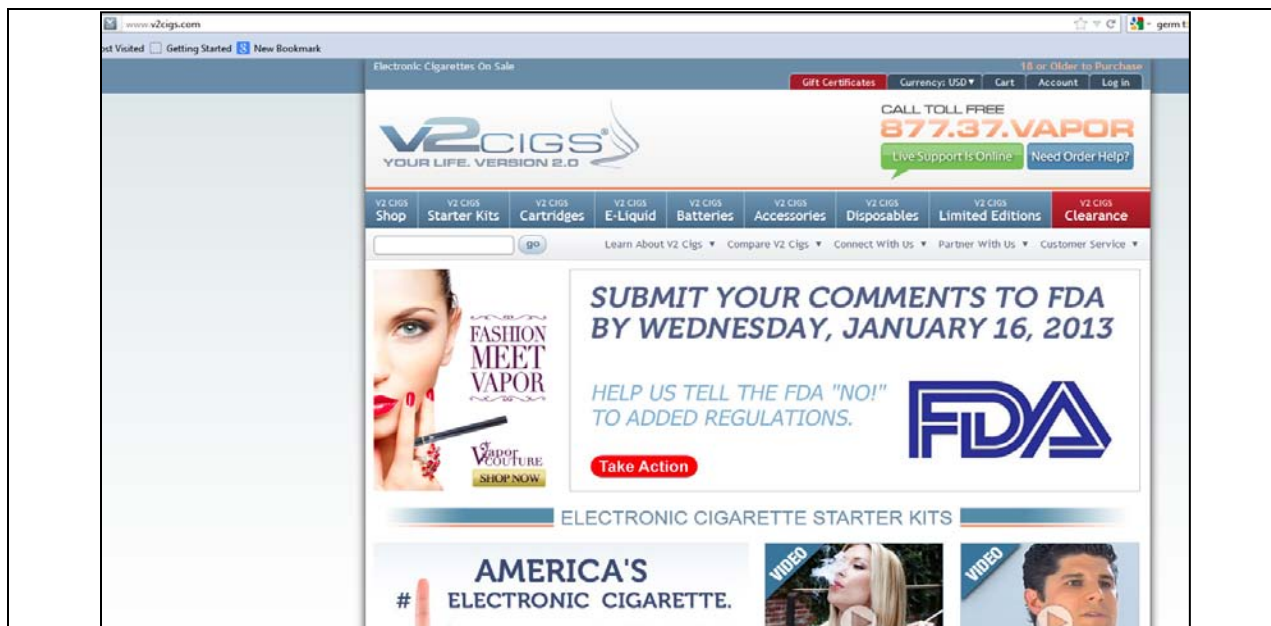 www.v2cigs.com
germ t
ost Visited Getting Started New Bookmark
Electronic Cigarettes On Sale
18 or Older to Purchase
Gift Certificates Currency: USD▼ Cart Account Log in
V2CIGS®
YOUR LIFE. VERSION 2.0
CALL TOLL FREE
877.37.VAPOR
Live Support Is Online
Need Order Help?
V2 CIGS Shop
V2 CIGS Starter Kits
V2 CIGS Cartridges
V2 CIGS E-Liquid
V2 CIGS Batteries
V2 CIGS Accessories
V2 CIGS Disposables
V2 CIGS Limited Editions
V2 CIGS Clearance
go
Learn About V2 Cigs ▼ Compare V2 Cigs ▼ Connect With Us ▼ Partner With Us ▼ Customer Service ▼
FASHION
MEET
VAPOR
Vapor
COUTURE
SHOP NOW
SUBMIT YOUR COMMENTS TO FDA
BY WEDNESDAY, JANUARY 16, 2013
HELP US TELL THE FDA "NO!"
TO ADDED REGULATIONS.
FDA
Take Action
ELECTRONIC CIGARETTE STARTER KITS
AMERICA'S
#
ELECTRONIC CIGARETTE.
VIDEO
VIDEO